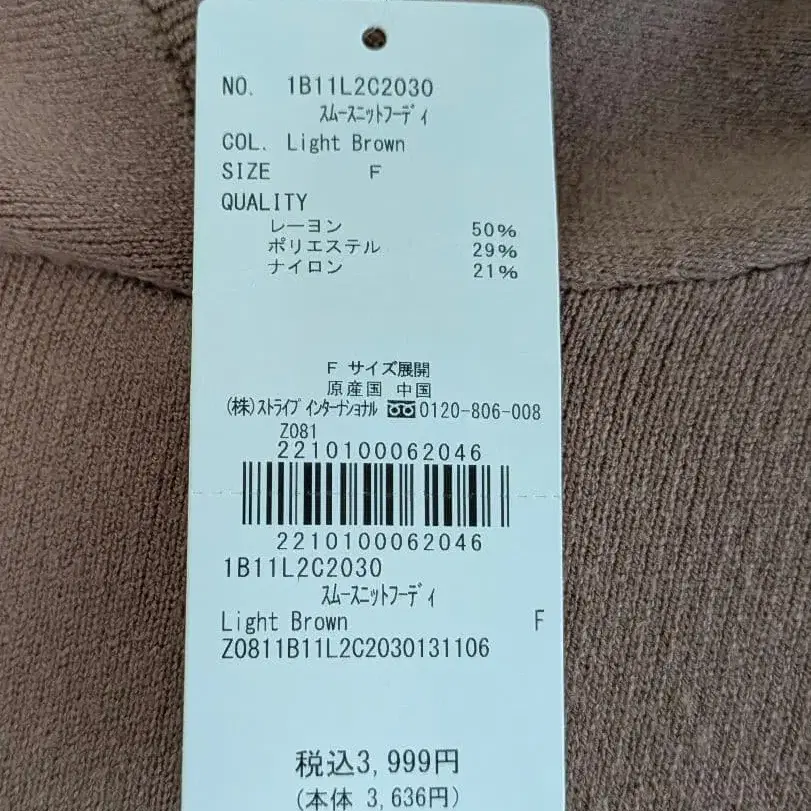 NO. 1B11L2C2030
ｽﾑｰｽﾆｯﾄﾌｰﾃﾞｨ
COL. Light Brown
SIZE F
QUALITY
レーヨン 50%
ポリエステル 29%
ナイロン 21%
F サイズ展開
原産国 中国
(株)ｽﾄﾗｲﾌﾟ ｲﾝﾀｰﾅｼｮﾅﾙ 0120-806-008
Z081
2210100062046
2210100062046
1B11L2C2030
ｽﾑｰｽﾆｯﾄﾌｰﾃﾞｨ
Light Brown F
Z0811B11L2C2030131106
税込3,999円
(本体 3,636円)